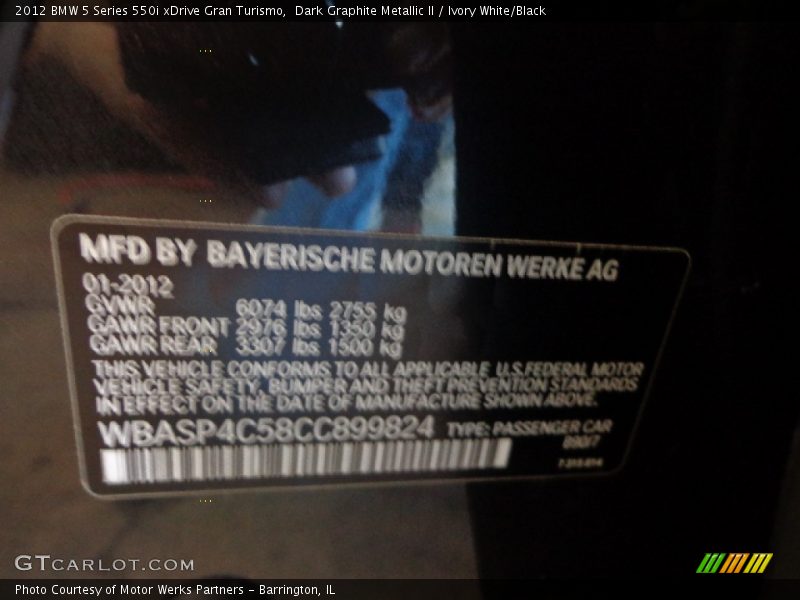 2012 BMW 5 Series 550i xDrive Gran Turismo, Dark Graphite Metallic II / Ivory White/Black
MFD BY BAYERISCHE MOTOREN WERKE AG
01-2012
GVWR 6074 lbs 2755 kg
GAWR FRONT 2976 lbs 1350 kg
GAWR REAR 3307 lbs 1500 kg
THIS VEHICLE CONFORMS TO ALL APPLICABLE U.S.FEDERAL MOTOR
VEHICLE SAFETY, BUMPER AND THEFT PREVENTION STANDARDS
IN EFFECT ON THE DATE OF MANUFACTURE SHOWN ABOVE.
WBASP4C58CC899824 TYPE: PASSENGER CAR
GTCARLOT.COM
Photo Courtesy of Motor Werks Partners - Barrington, IL